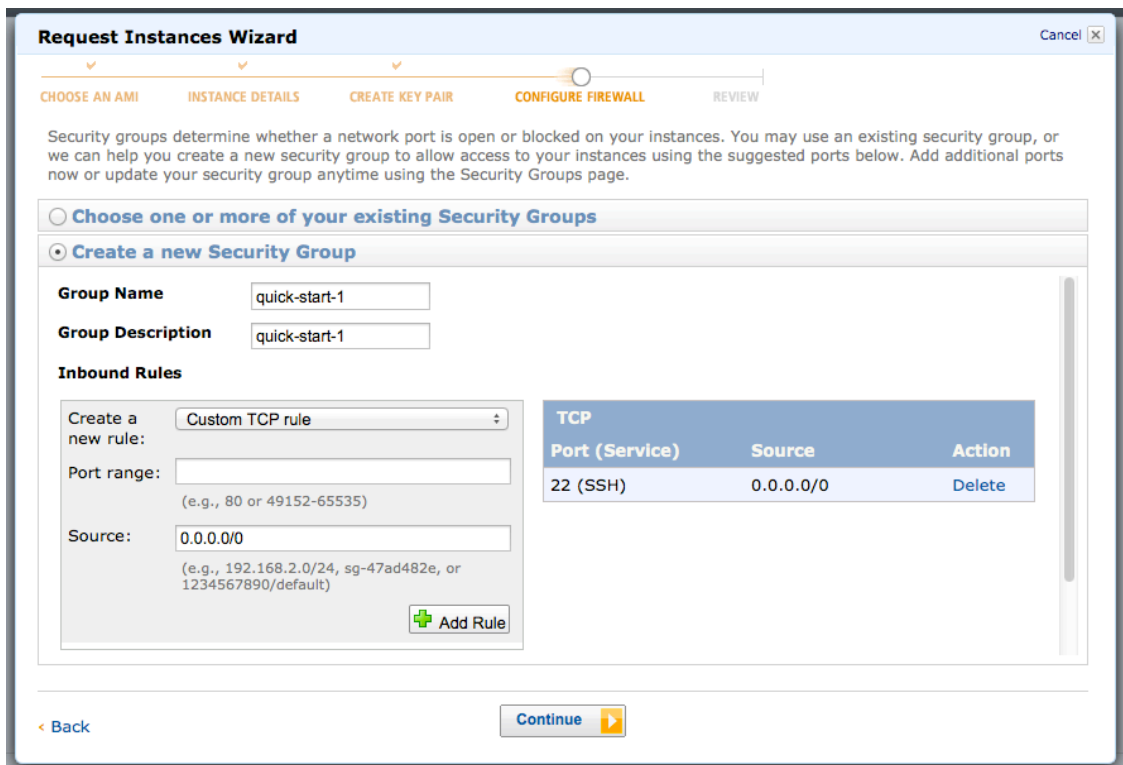 Request Instances Wizard
Cancel
CHOOSE AN AMI INSTANCE DETAILS CREATE KEY PAIR CONFIGURE FIREWALL REVIEW
Security groups determine whether a network port is open or blocked on your instances. You may use an existing security group, or
we can help you create a new security group to allow access to your instances using the suggested ports below. Add additional ports
now or update your security group anytime using the Security Groups page.
Choose one or more of your existing Security Groups
Create a new Security Group
Group Name quick-start-1
Group Description quick-start-1
Inbound Rules
Create a new rule: Custom TCP rule
Port range:
(e.g., 80 or 49152-65535)
Source: 0.0.0.0/0
(e.g., 192.168.2.0/24, sg-47ad482e, or
1234567890/default)
Add Rule
TCP
Port (Service) Source Action
22 (SSH) 0.0.0.0/0 Delete
Back
Continue